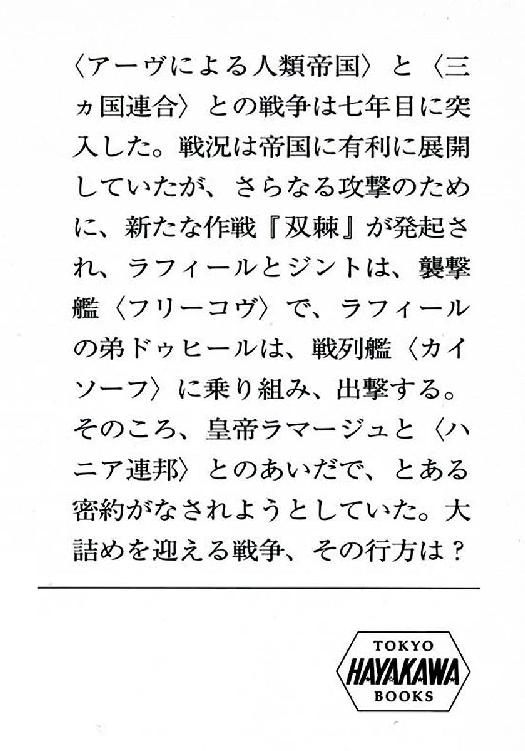 〈アーヴによる人類帝国〉と〈三
ヵ国連合〉との戦争は七年目に突
入した。戦況は帝国に有利に展開
していたが、さらなる攻撃のため
に、新たな作戦『双棘』が発起さ
れ、ラフィールとジントは、襲撃
艦〈フリーコヴ〉で、ラフィール
の弟ドゥヒールは、戦列艦〈カイ
ソーフ〉に乗り組み、出撃する。
そのころ、皇帝ラマージュと〈ハ
ニア連邦〉とのあいだで、とある
密約がなされようとしていた。大
詰めを迎える戦争、その行方は？
TOKYO
HAYAKAWA
BOOKS